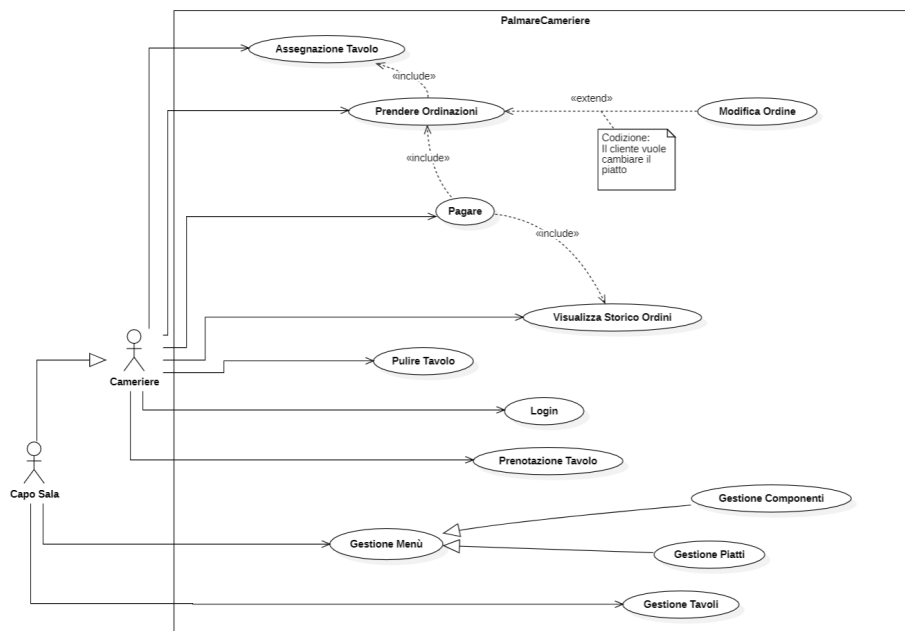 PalmareCameriere
Assegnazione Tavolo
«include»
Prendere Ordinazioni
«extend»
Modifica Ordine
Codizione:
Il cliente vuole
cambiare il
piatto
«include»
Pagare
«include»
Visualizza Storico Ordini
Pulire Tavolo
Cameriere
Login
Prenotazione Tavolo
Capo Sala
Gestione Componenti
Gestione Menù
Gestione Piatti
Gestione Tavoli